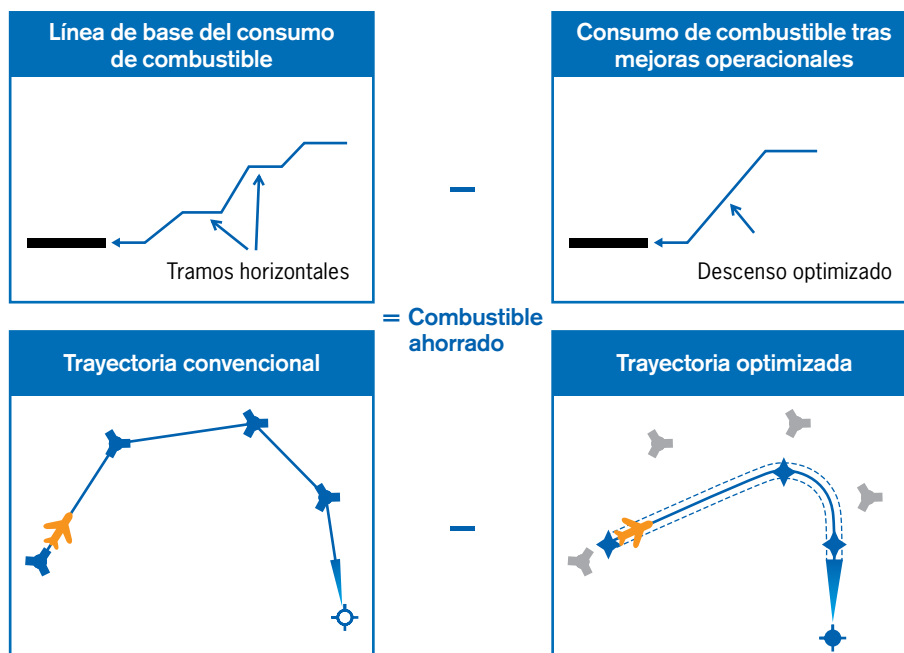 Línea de base del consumo
de combustible
Consumo de combustible tras
mejoras operacionales
–
Tramos horizontales
Descenso optimizado
= Combustible
ahorrado
Trayectoria convencional
Trayectoria optimizada
–